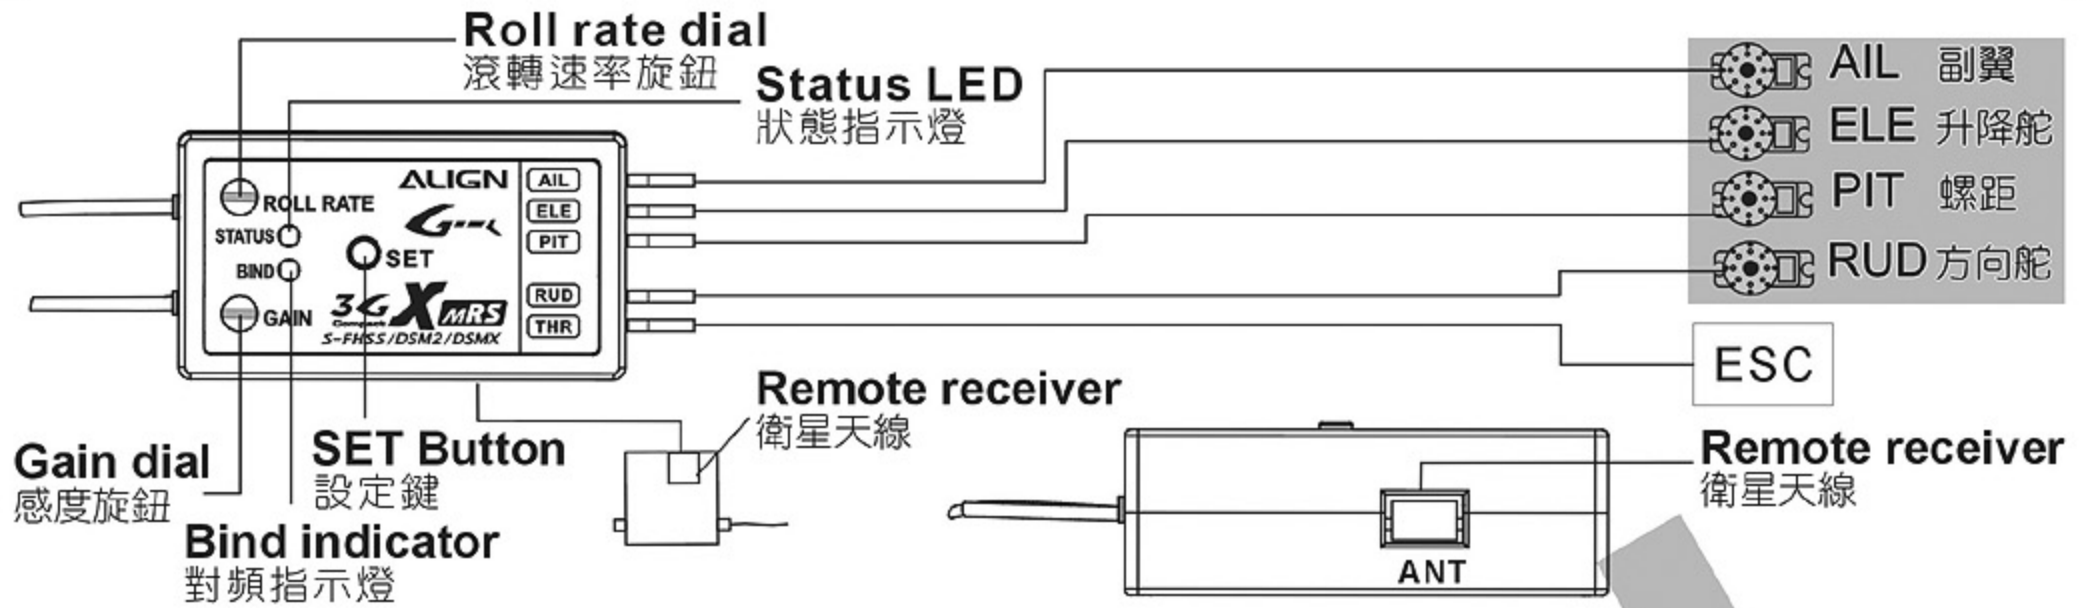 Roll rate dial
滾轉速率旋鈕
Status LED
狀態指示燈
AIL 副翼
ELE 升降舵
PIT 螺距
RUD 方向舵
ESC
ROLL RATE
STATUS
BIND
GAIN
SET
ALIGN
3G X MRS
Compact
S-FHSS/DSM2/DSMX
AIL
ELE
PIT
RUD
THR
Gain dial
感度旋鈕
SET Button
設定鍵
Bind indicator
對頻指示燈
Remote receiver
衛星天線
Remote receiver
衛星天線
ANT